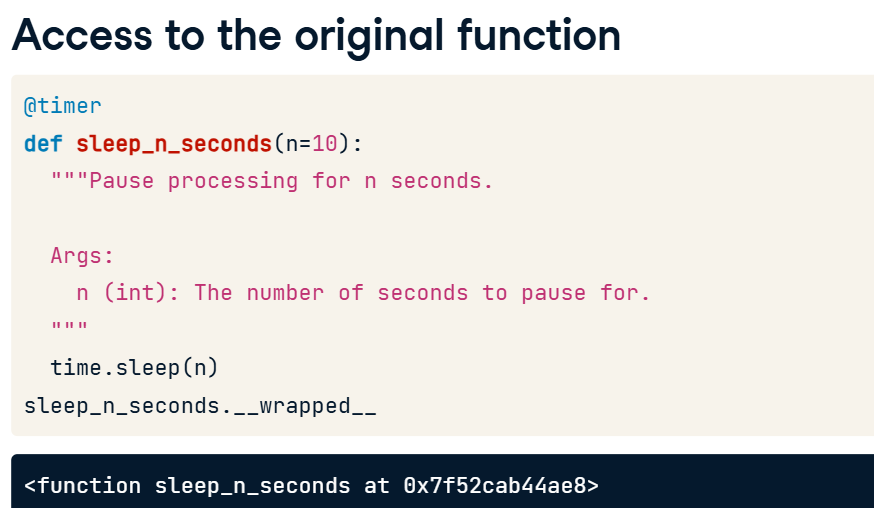 Access to the original function
@timer
def sleep_n_seconds(n=10):
"""Pause processing for n seconds.
Args:
n (int): The number of seconds to pause for.
"""
time.sleep(n)
sleep_n_seconds.__wrapped__
<function sleep_n_seconds at 0x7f52cab44ae8>